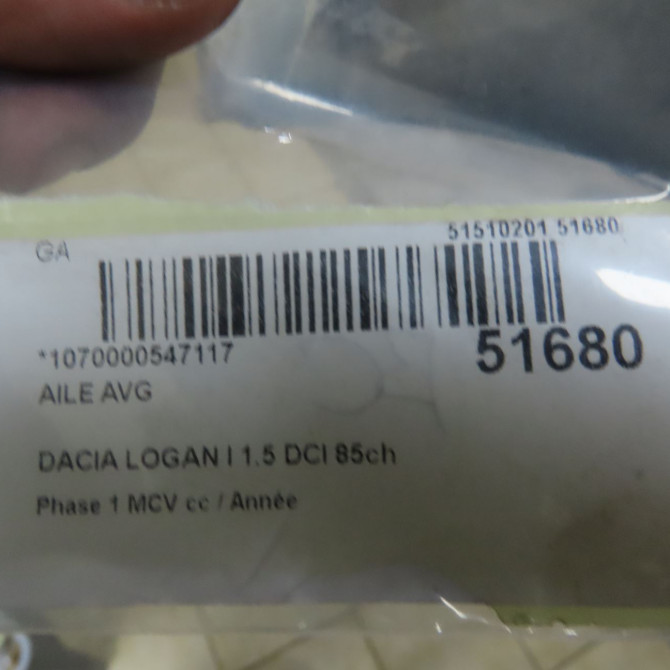 51510201 51680
GA
*1070000547117
51680
AILE AVG
DACIA LOGAN I 1.5 DCI 85ch
Phase 1 MCV cc / Année